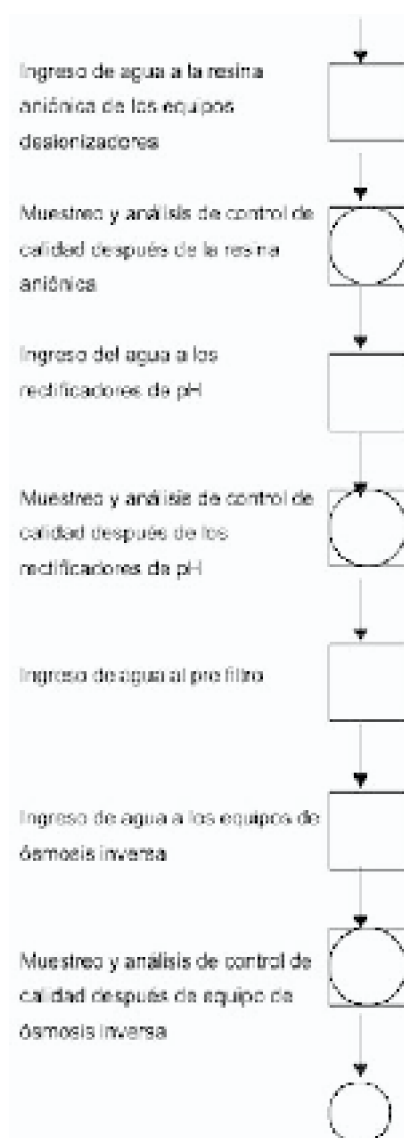 Ingreso de agua a la resina
aniónica de los equipos
desionizadores
Muestreo y análisis de control de
calidad después de la resina
aniónica
Ingreso del agua a los
rectificadores de pH
Muestreo y análisis de control de
calidad después de los
rectificadores de pH
Ingreso de agua al pre filtro
Ingreso de agua a los equipos de
ósmosis inversa
Muestreo y análisis de control de
calidad después de equipo de
ósmosis inversa